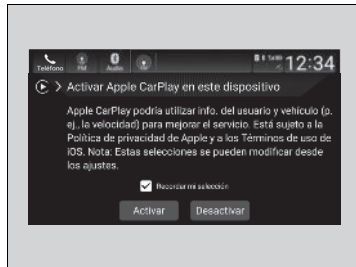 Teléfono FM Audio 12:34
Activar Apple CarPlay en este dispositivo
Apple CarPlay podría utilizar info. del usuario y vehículo (p.
ej., la velocidad) para mejorar el servicio. Está sujeto a la
Política de privacidad de Apple y a los Términos de uso de
iOS. Nota: Estas selecciones se pueden modificar desde
los ajustes.
Recordar mi selección
Activar Desactivar